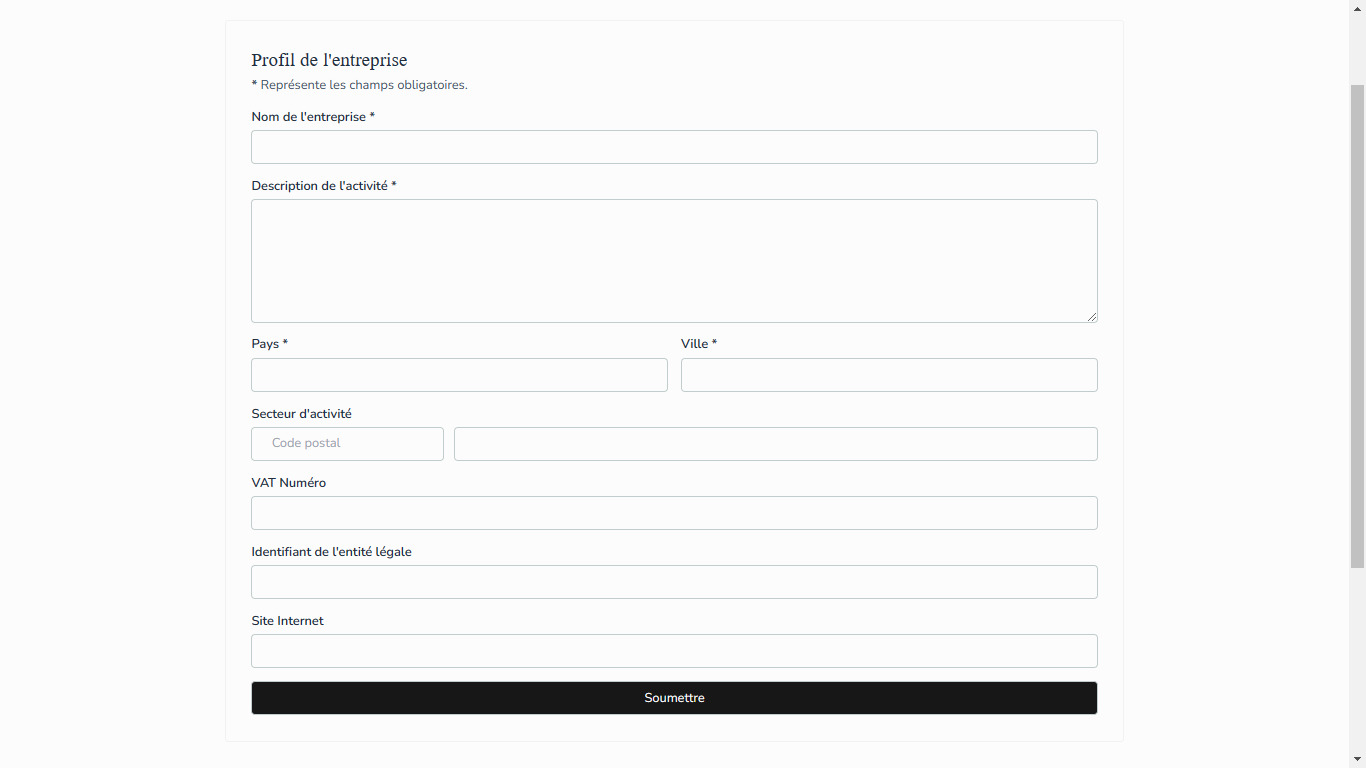 Profil de l'entreprise
* Représente les champs obligatoires.
Nom de l'entreprise *
Description de l'activité *
Pays *
Ville *
Secteur d'activité
Code postal
VAT Numéro
Identifiant de l'entité légale
Site Internet
Soumettre